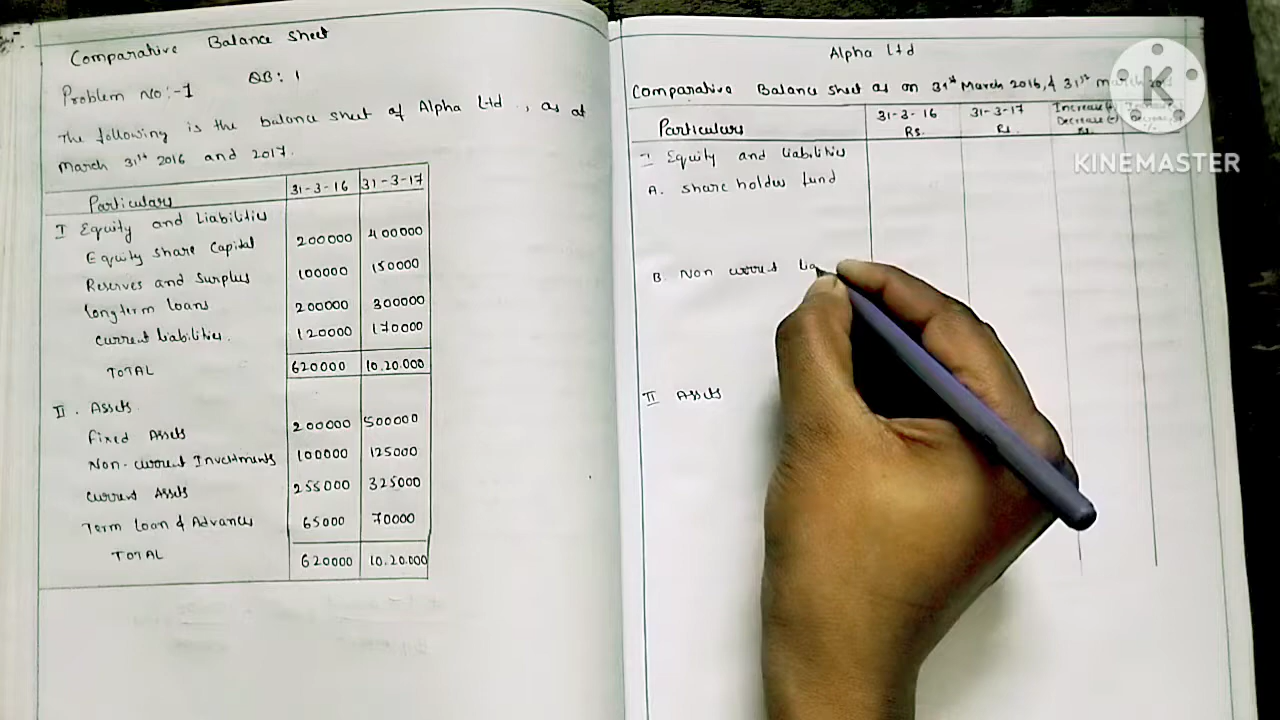 Comparative Balance Sheet
Problem No:-1 QB: 1
The following is the balance sheet of Alpha Ltd., as at
March 31st 2016 and 2017.
Particulars 31-3-16 31-3-17
I Equity and Liabilities
Equity share Capital 200000 400000
Reserves and Surplus 100000 150000
longterm loans 200000 300000
Current liabilities. 120000 170000
TOTAL 620000 10.20.000
II. Assets
Fixed Assets 200000 500000
Non-current Investments 100000 125000
Current Assets 255000 325000
Term Loan & Advances 65000 70000
TOTAL 620000 10.20.000
Alpha Ltd
Comparative Balance sheet as on 31st March 2016, & 31st march
Particulars 31-3-16 Rs. 31-3-17 Rs. Increase(+) Decrease(-) Rs.
I Equity and liabilities
A. Share holder fund
B. Non current lia
II Assets
K
KINEMASTER